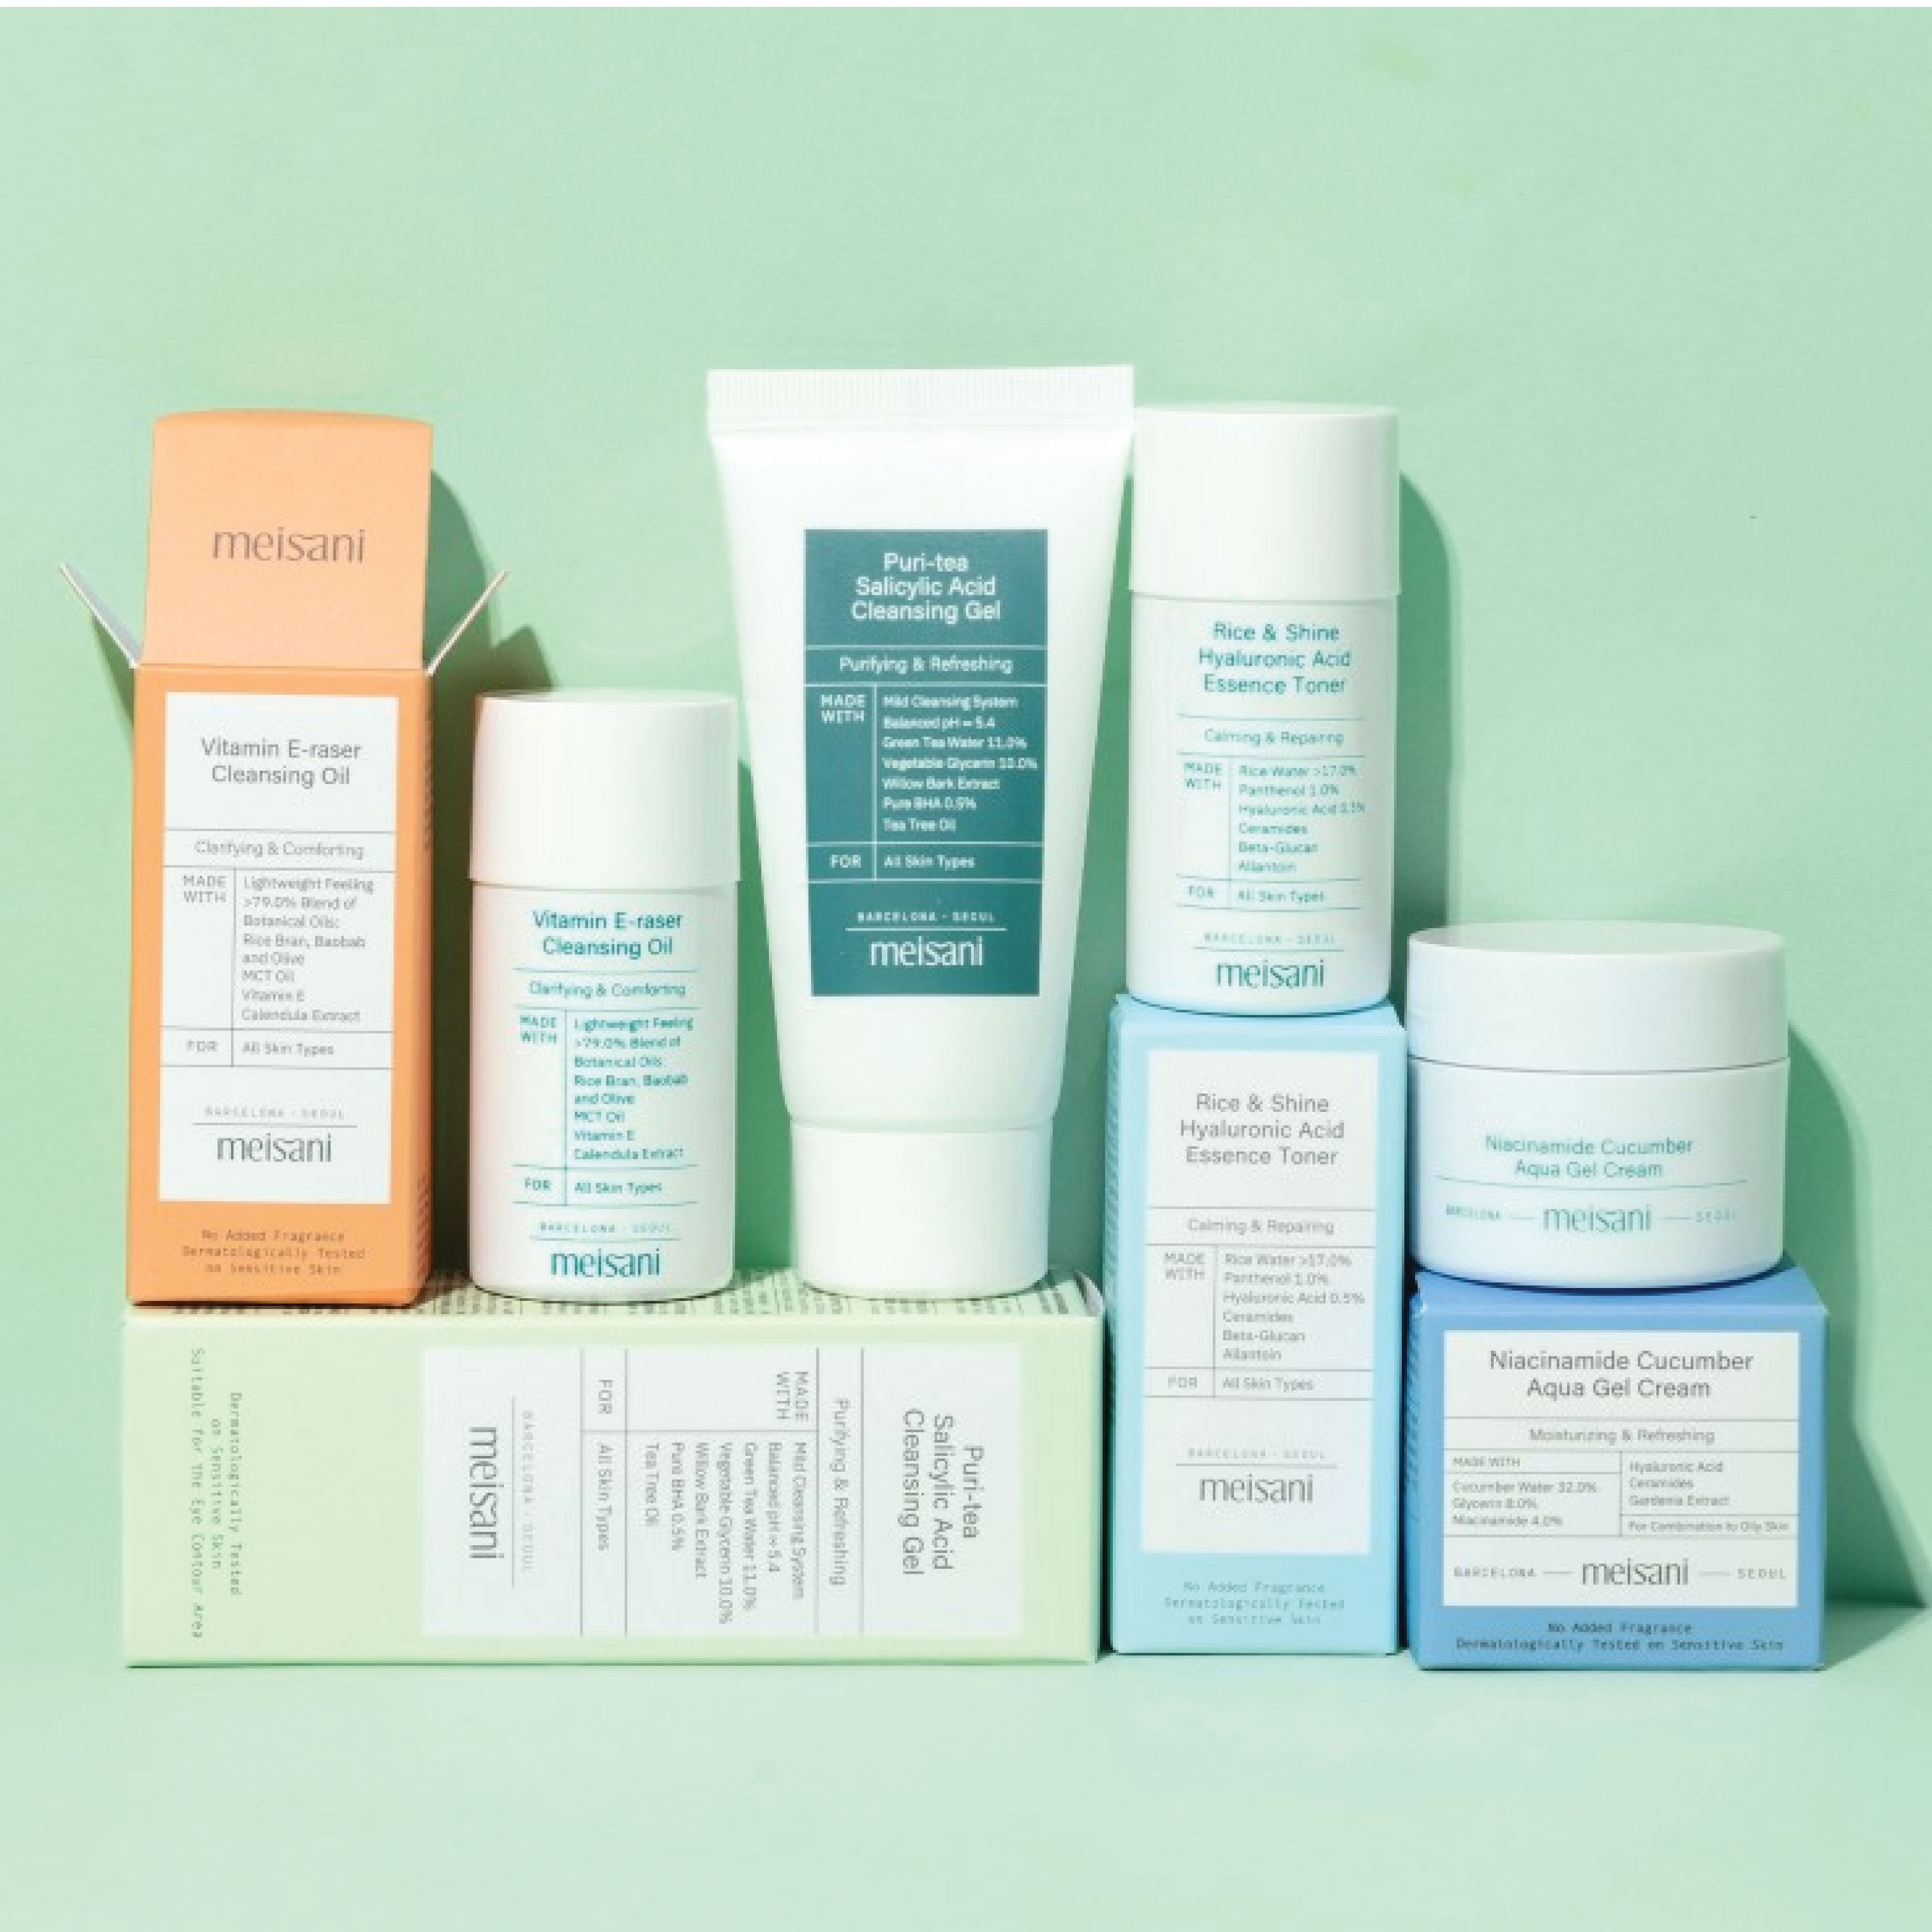 meisani
Vitamin E-raser
Cleansing Oil
Clarifying & Comforting
MADE
WITH
Lightweight Feeling
>79.0% Blend of
Botanical Oils:
Rice Bran, Baobab
and Olive
MCT Oil
Vitamin E
Calendula Extract
FOR
All Skin Types
BARCELONA - SEOUL
meisani
No Added Fragrance
Dermatologically Tested
on Sensitive Skin
Vitamin E-raser
Cleansing Oil
Clarifying & Comforting
MADE
WITH
Lightweight Feeling
>79.0% Blend of
Botanical Oils:
Rice Bran, Baobab
and Olive
MCT Oil
Vitamin E
Calendula Extract
FOR
All Skin Types
BARCELONA - SEOUL
meisani
Puri-tea
Salicylic Acid
Cleansing Gel
Purifying & Refreshing
MADE
WITH
Mild Cleansing System
Balanced pH ≈ 5.4
Green Tea Water 11.0%
Vegetable Glycerin 10.0%
Willow Bark Extract
Pure BHA 0.5%
Tea Tree Oil
FOR
All Skin Types
BARCELONA - SEOUL
meisani
Rice & Shine
Hyaluronic Acid
Essence Toner
Calming & Repairing
MADE
WITH
Rice Water >17.0%
Panthenol 1.0%
Hyaluronic Acid 0.5%
Ceramides
Beta-Glucan
Allantoin
FOR
All Skin Types
BARCELONA - SEOUL
meisani
Niacinamide Cucumber
Aqua Gel Cream
BARCELONA — meisani — SEOUL
Puri-tea
Salicylic Acid
Cleansing Gel
Purifying & Refreshing
MADE
WITH
Mild Cleansing System
Balanced pH ≈ 5.4
Green Tea Water 11.0%
Vegetable Glycerin 10.0%
Willow Bark Extract
Pure BHA 0.5%
Tea Tree Oil
FOR
All Skin Types
BARCELONA - SEOUL
meisani
Dermatologically Tested
on Sensitive Skin
Suitable for the Eye Contour Area
Rice & Shine
Hyaluronic Acid
Essence Toner
Calming & Repairing
MADE
WITH
Rice Water >17.0%
Panthenol 1.0%
Hyaluronic Acid 0.5%
Ceramides
Beta-Glucan
Allantoin
FOR
All Skin Types
BARCELONA - SEOUL
meisani
No Added Fragrance
Dermatologically Tested
on Sensitive Skin
Niacinamide Cucumber
Aqua Gel Cream
Moisturizing & Refreshing
MADE WITH
Cucumber Water 32.0%
Glycerin 8.0%
Niacinamide 4.0%
Hyaluronic Acid
Ceramides
Gardenia Extract
For Combination to Oily Skin
BARCELONA — meisani — SEOUL
No Added Fragrance
Dermatologically Tested on Sensitive Skin